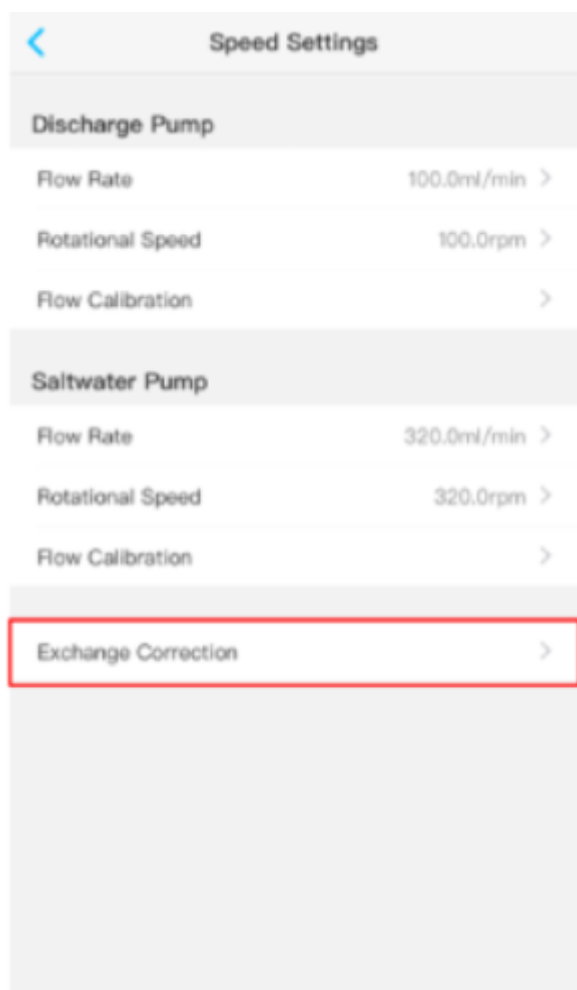 Speed Settings
Discharge Pump
Flow Rate 100.0ml/min
Rotational Speed 100.0rpm
Flow Calibration
Saltwater Pump
Flow Rate 320.0ml/min
Rotational Speed 320.0rpm
Flow Calibration
Exchange Correction